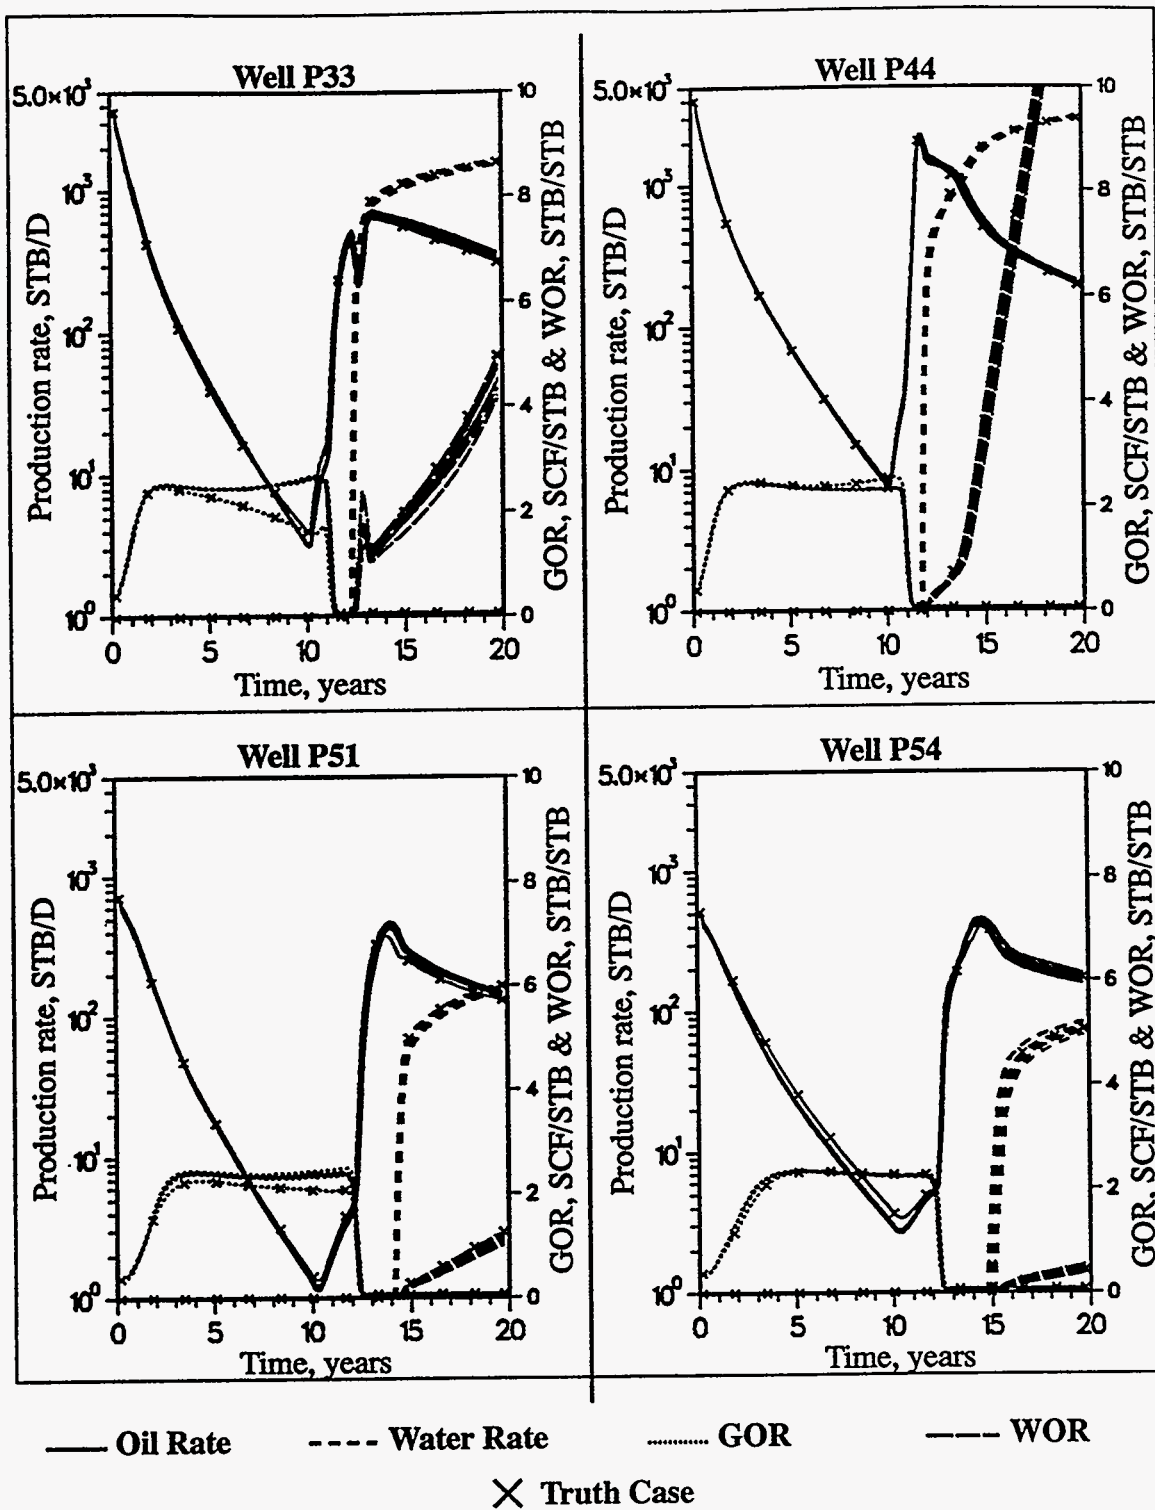 Well P33
5.0×10³
10³
10²
10¹
10⁰
Production rate, STB/D
10
8
6
4
2
0
GOR, SCF/STB & WOR, STB/STB
0 5 10 15 20
Time, years
Well P44
5.0×10³
10³
10²
10¹
10⁰
Production rate, STB/D
10
8
6
4
2
0
GOR, SCF/STB & WOR, STB/STB
0 5 10 15 20
Time, years
Well P51
5.0×10³
10³
10²
10¹
10⁰
Production rate, STB/D
10
8
6
4
2
0
GOR, SCF/STB & WOR, STB/STB
0 5 10 15 20
Time, years
Well P54
5.0×10³
10³
10²
10¹
10⁰
Production rate, STB/D
10
8
6
4
2
0
GOR, SCF/STB & WOR, STB/STB
0 5 10 15 20
Time, years
Oil Rate Water Rate GOR WOR
Truth Case